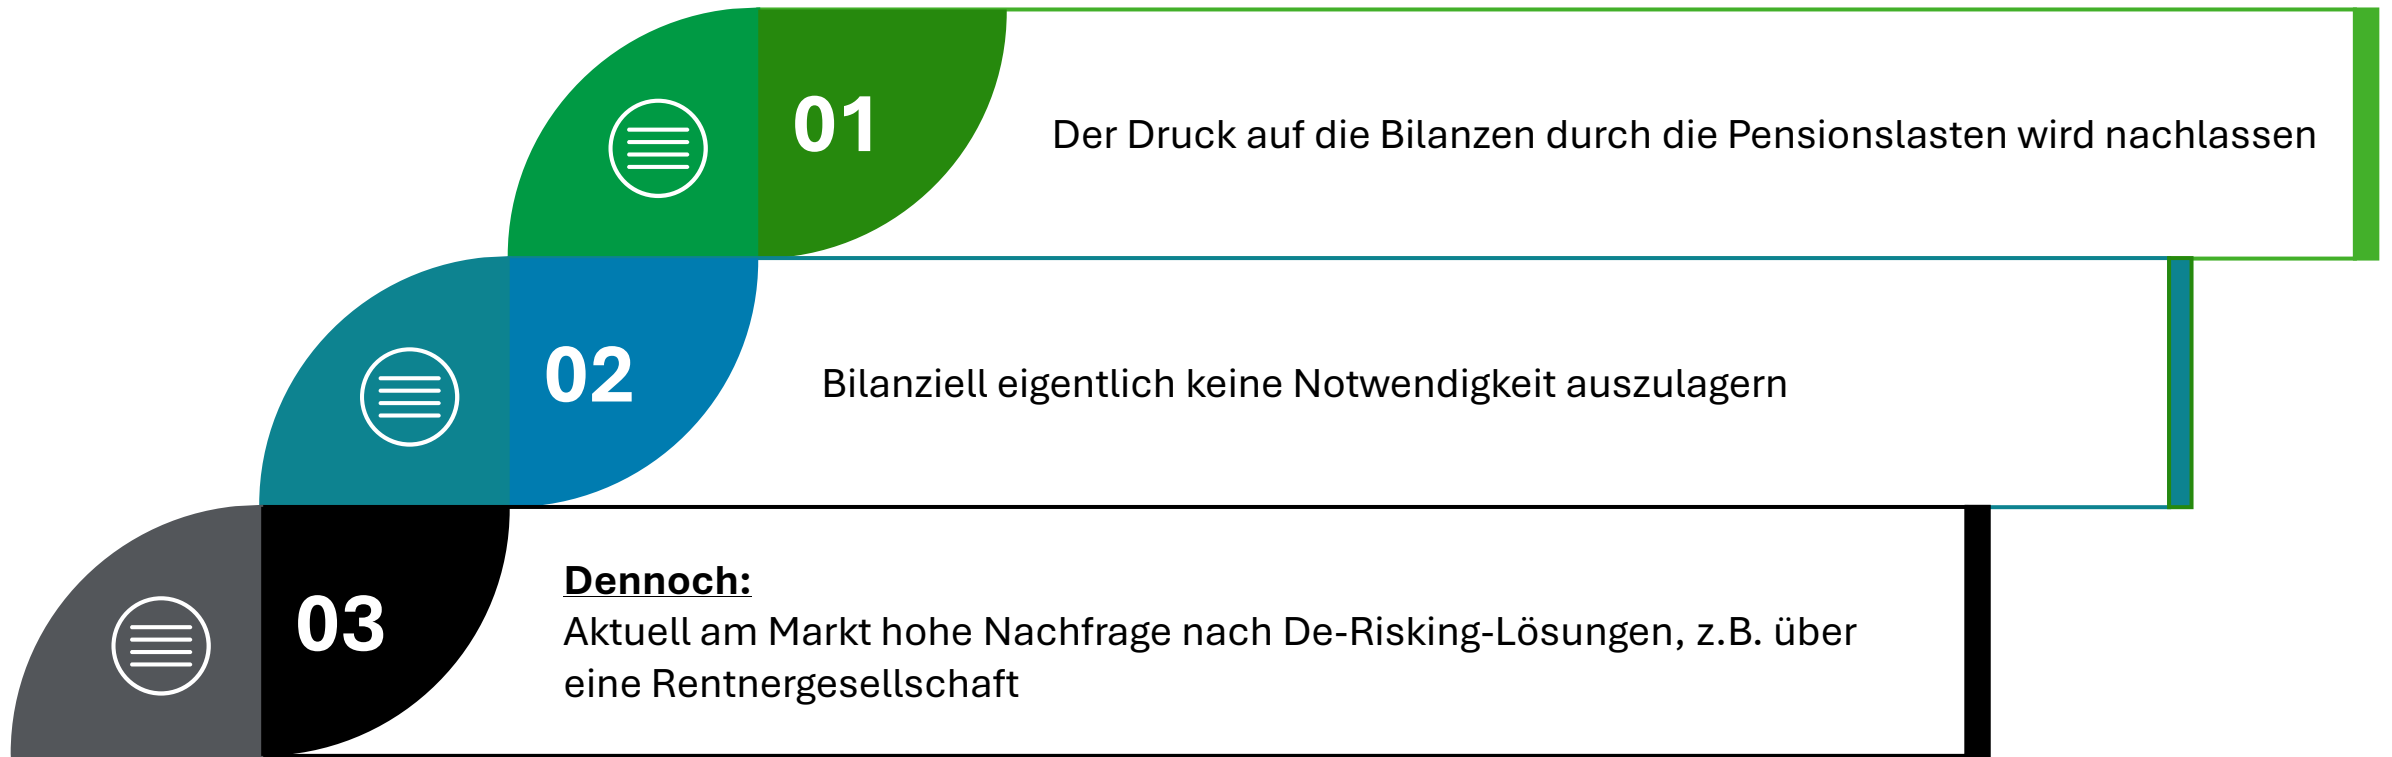 01
Der Druck auf die Bilanzen durch die Pensionslasten wird nachlassen
02
Bilanziell eigentlich keine Notwendigkeit auszulagern
03
Dennoch:
Aktuell am Markt hohe Nachfrage nach De-Risking-Lösungen, z.B. über
eine Rentnergesellschaft